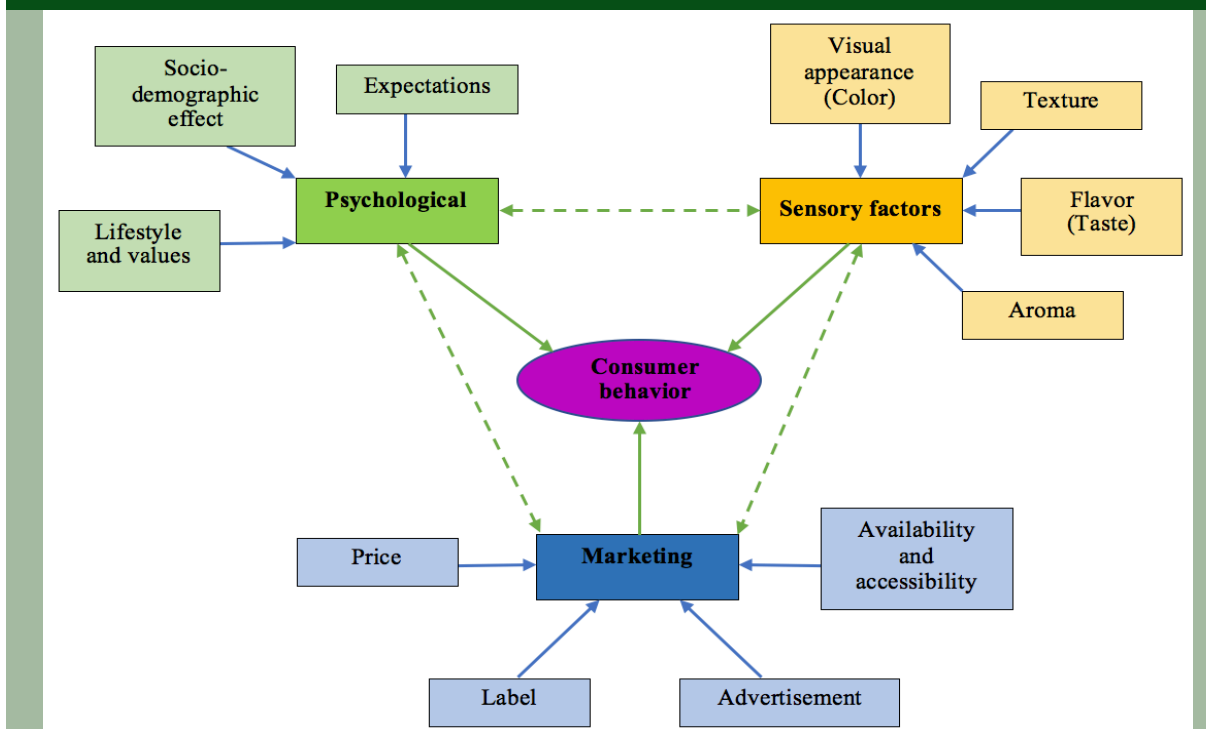 Socio-
demographic
effect
Expectations
Visual
appearance
(Color)
Texture
Psychological
Sensory factors
Flavor
(Taste)
Lifestyle
and values
Aroma
Consumer
behavior
Price
Marketing
Availability
and
accessibility
Label
Advertisement